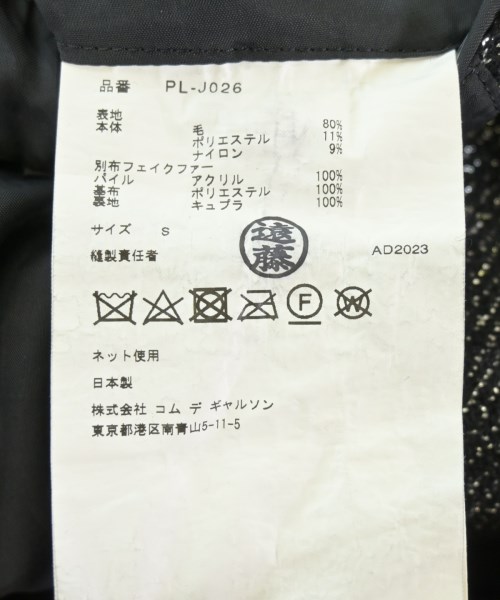 品番 PL-J026
表地
本体 毛 80%
ポリエステル 11%
ナイロン 9%
別布フェイクファー
パイル アクリル 100%
基布 ポリエステル 100%
裏地 キュプラ 100%
サイズ S
縫製責任者 遠藤 AD2023
F W
ネット使用
日本製
株式会社 コム デ ギャルソン
東京都港区南青山5-11-5